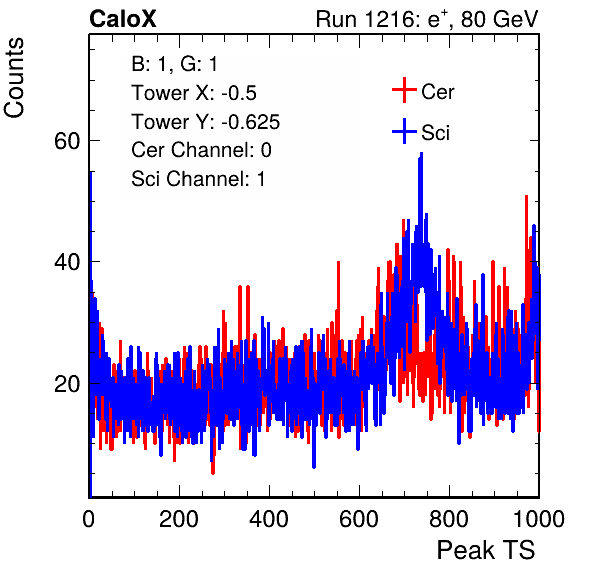 CaloX Run 1216: e⁺, 80 GeV
Counts
B: 1, G: 1
Tower X: -0.5
Tower Y: -0.625
Cer Channel: 0
Sci Channel: 1
Cer
Sci
60
40
20
0 200 400 600 800 1000
Peak TS